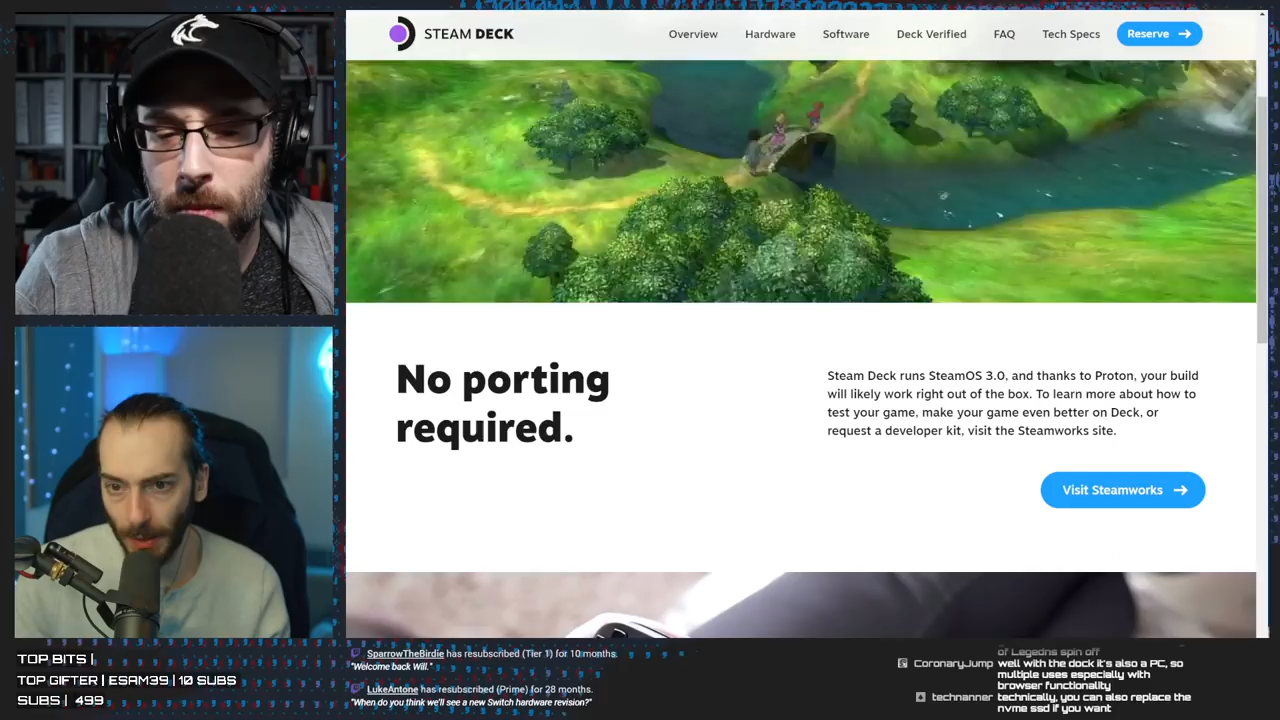 STEAM DECK
Overview
Hardware
Software
Deck Verified
FAQ
Tech Specs
Reserve
No porting
required.
Steam Deck runs SteamOS 3.0, and thanks to Proton, your build
will likely work right out of the box. To learn more about how to
test your game, make your game even better on Deck, or
request a developer kit, visit the Steamworks site.
Visit Steamworks
TOP BITS |
TOP GIFTER | ESAM39 | 10 SUBS
SUBS | 499
SparrowTheBirdie has resubscribed (Tier 1) for 10 months.
"Welcome back Will."
LukeAntone has resubscribed (Prime) for 28 months.
"When do you think we'll see a new Switch hardware revision?"
of Legedns spin off
CoronaryJump well with the dock it's also a PC, so
multiple uses especially with
browser functionality
technanner technically, you can also replace the
nvme ssd if you want